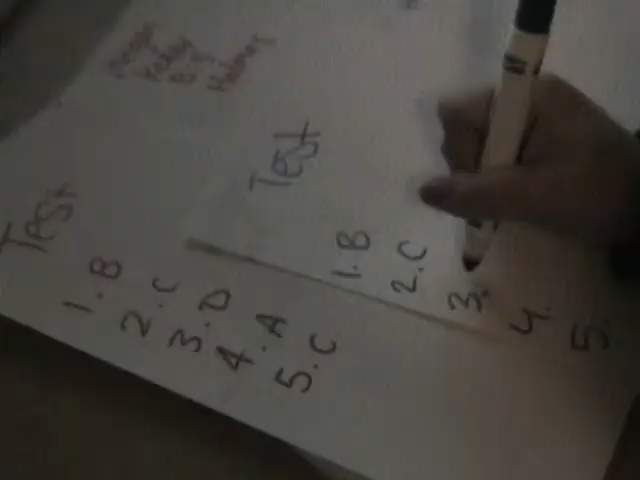 Test
1. B
2. C
3. D
4. A
5. C
Test
1. B
2. C
3.
4.
5.